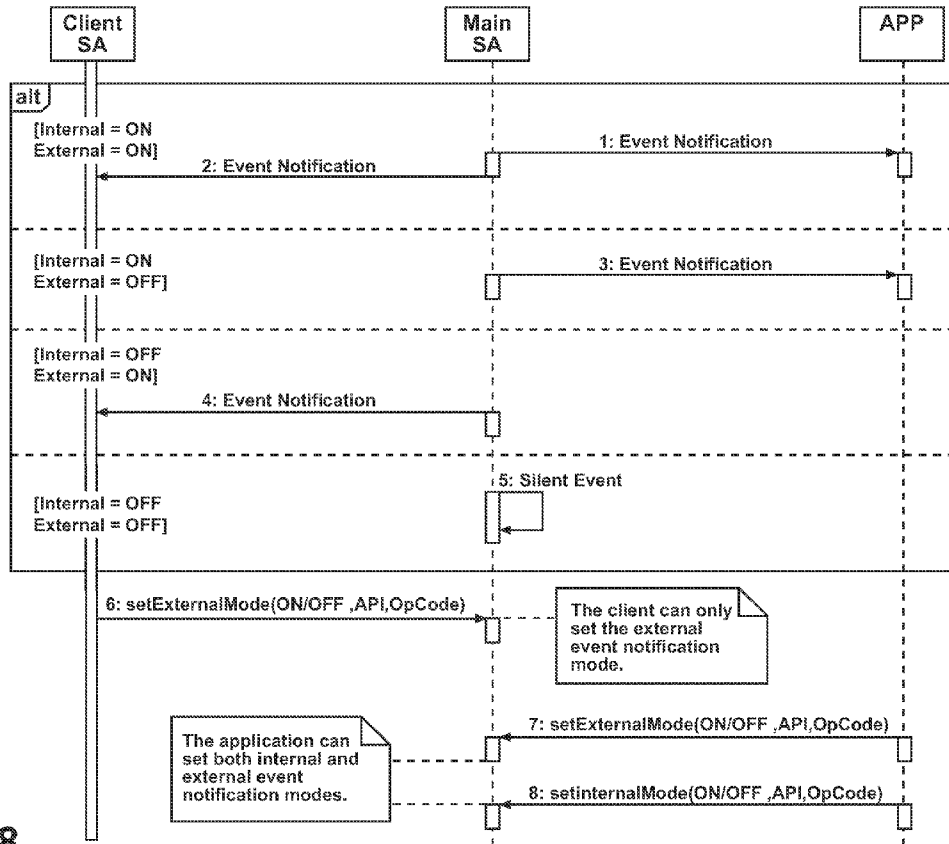 Client
SA
Main
SA
APP
alt
[Internal = ON
External = ON]
1: Event Notification
2: Event Notification
[Internal = ON
External = OFF]
3: Event Notification
[Internal = OFF
External = ON]
4: Event Notification
5: Silent Event
[Internal = OFF
External = OFF]
6: setExternalMode(ON/OFF ,API,OpCode)
The client can only
set the external
event notification
mode.
7: setExternalMode(ON/OFF ,API,OpCode)
The application can
set both internal and
external event
notification modes.
8: setinternalMode(ON/OFF ,API,OpCode)
8